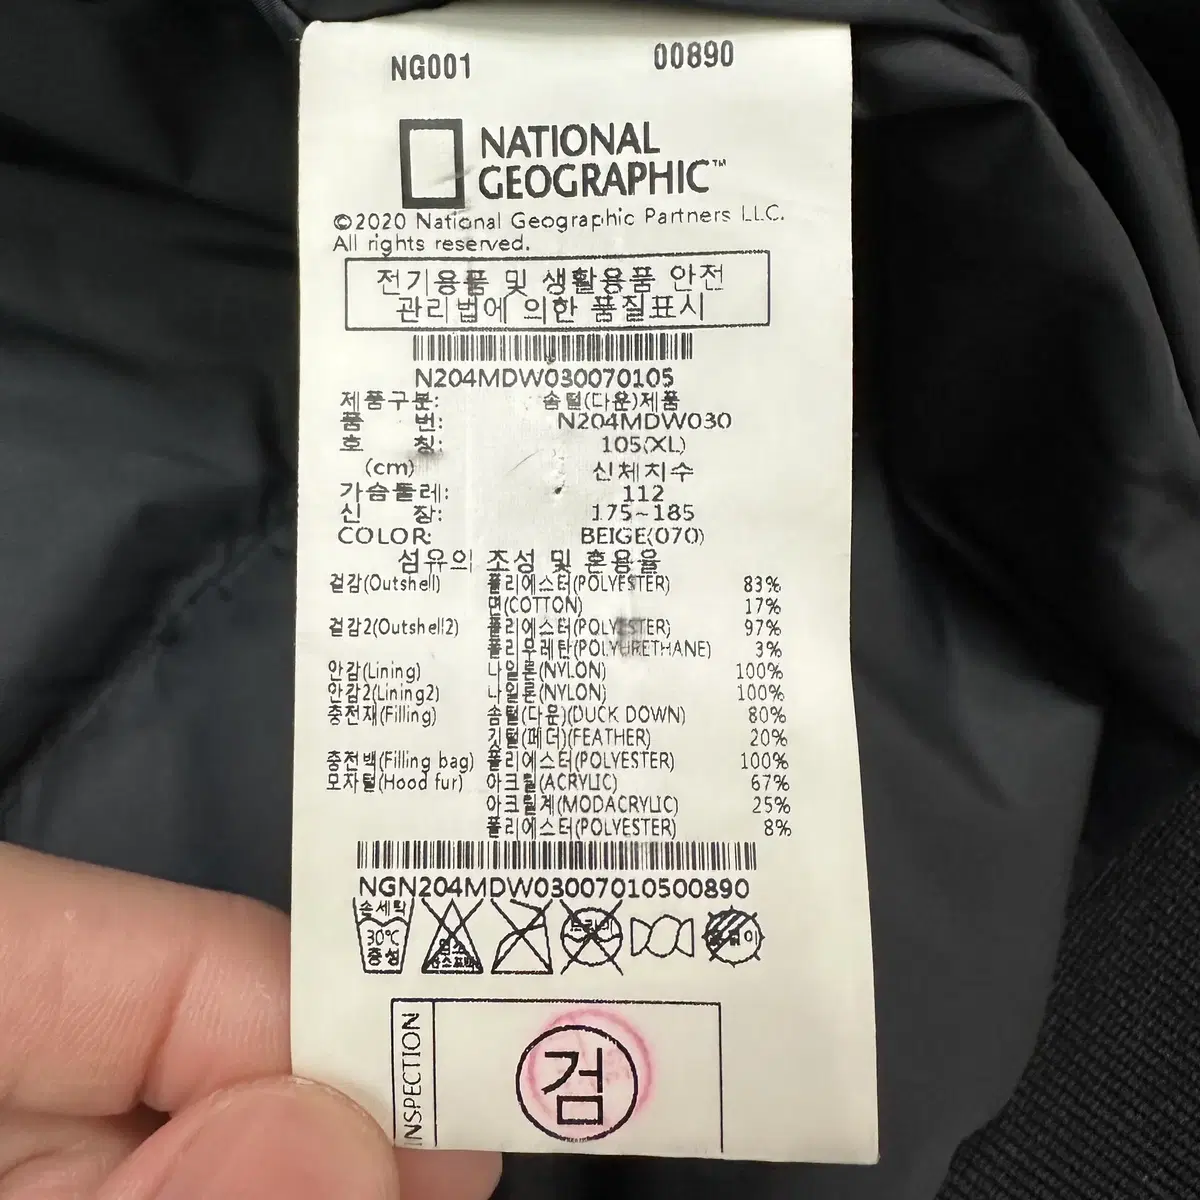 NG001 00890
NATIONAL
GEOGRAPHIC™
©2020 National Geographic Partners LLC.
All rights reserved.
전기용품 및 생활용품 안전
관리법에 의한 품질표시
N204MDW030070105
제품구분: 솜털(다운)제품
품 번: N204MDW030
호 칭: 105(XL)
(cm) 신체치수
가슴둘레: 112
신 장: 175~185
COLOR: BEIGE(070)
섬유의 조성 및 혼용율
겉감(Outshell) 폴리에스터(POLYESTER) 83%
면(COTTON) 17%
겉감2(Outshell2) 폴리에스터(POLYESTER) 97%
폴리우레탄(POLYURETHANE) 3%
안감(Lining) 나일론(NYLON) 100%
안감2(Lining2) 나일론(NYLON) 100%
충전재(Filling) 솜털(다운)(DUCK DOWN) 80%
깃털(페더)(FEATHER) 20%
충전백(Filling bag) 폴리에스터(POLYESTER) 100%
모자털(Hood fur) 아크릴(ACRYLIC) 67%
아크릴계(MODACRYLIC) 25%
폴리에스터(POLYESTER) 8%
NGN204MDW03007010500890
손세탁
30℃
중성
INSPECTION
검